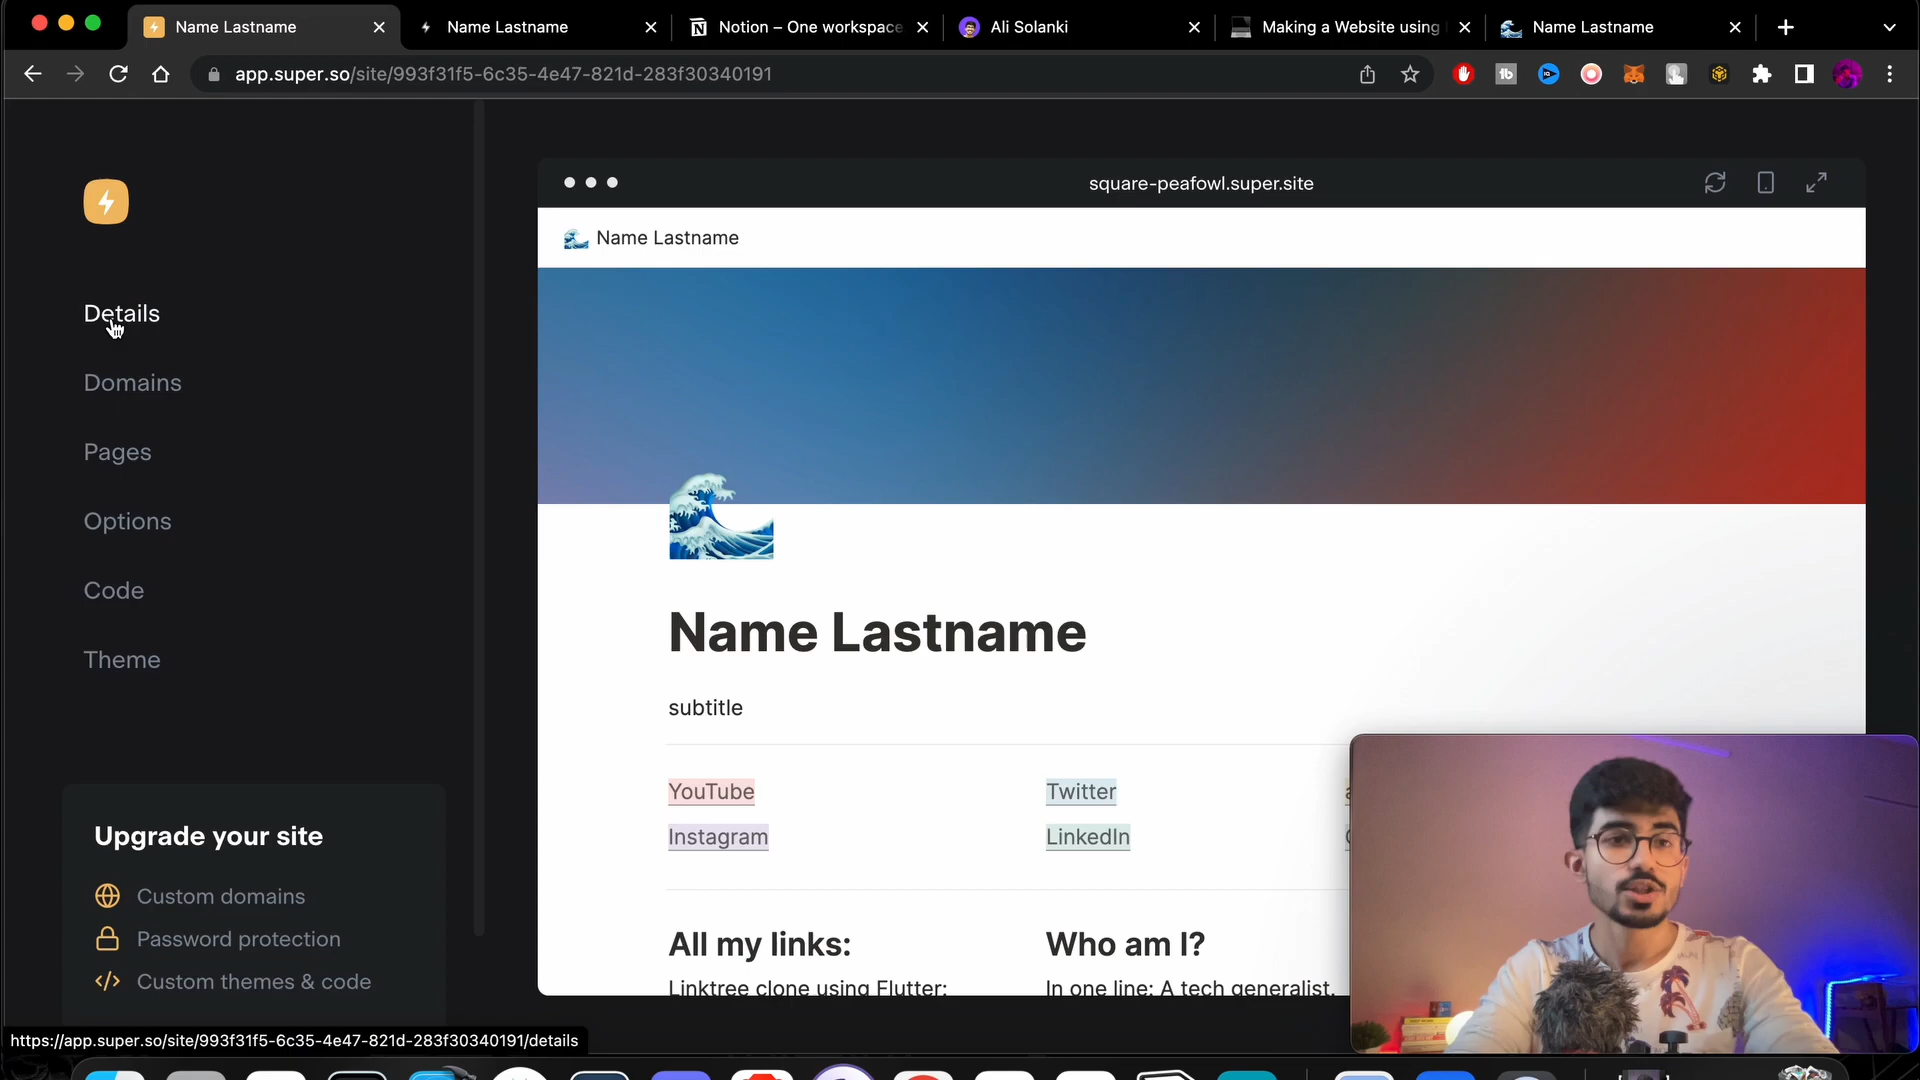 Name Lastname
Name Lastname
Notion – One workspace
Ali Solanki
Making a Website using
Name Lastname
app.super.so/site/993f31f5-6c35-4e47-821d-283f30340191
Details
Domains
Pages
Options
Code
Theme
Upgrade your site
Custom domains
Password protection
Custom themes & code
https://app.super.so/site/993f31f5-6c35-4e47-821d-283f30340191/details
square-peafowl.super.site
Name Lastname
Name Lastname
subtitle
YouTube
Twitter
Instagram
LinkedIn
All my links:
Who am I?
Linktree clone using Flutter:
In one line: A tech generalist.